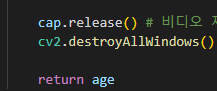 cap.release() # 비디오
cv2.destroyAllWindows()
return age